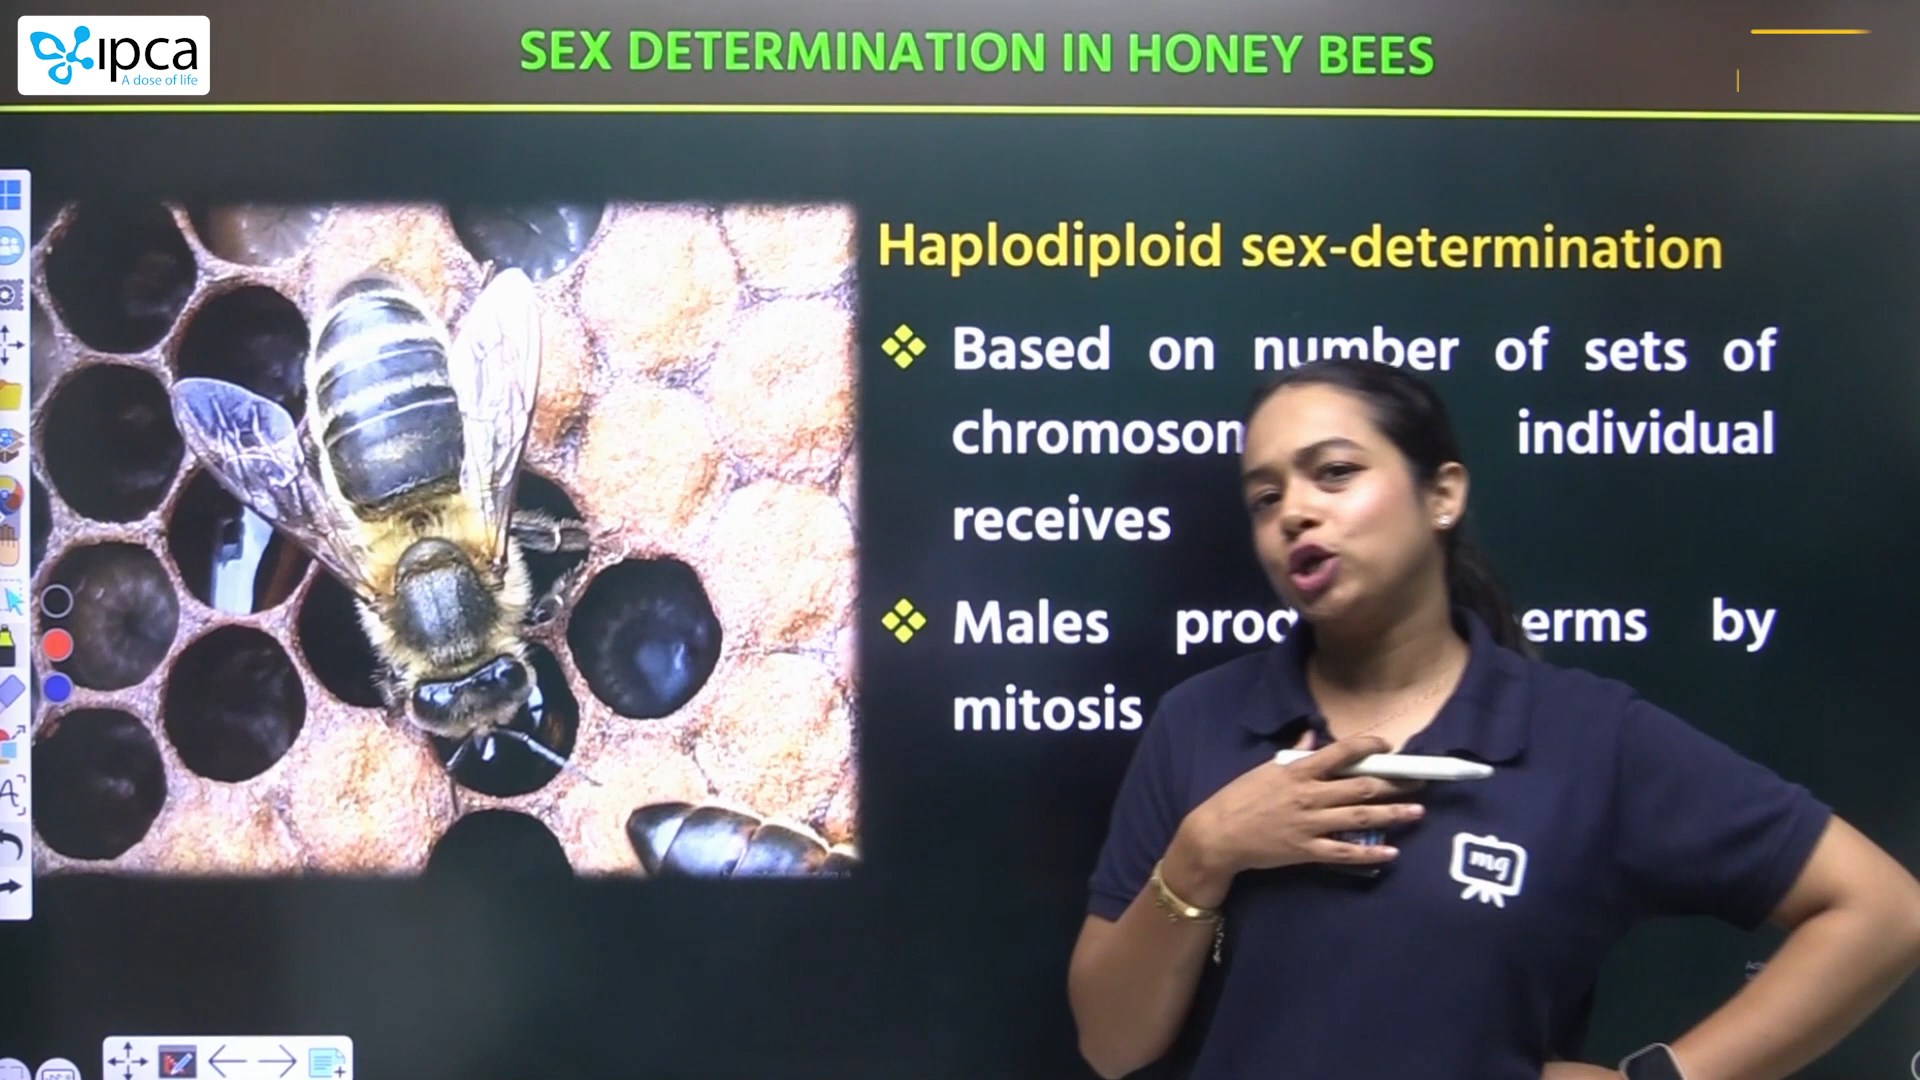 ipca
A dose of life
SEX DETERMINATION IN HONEY BEES
Haplodiploid sex-determination
Based on number of sets of
individual
receives
Males by
mitosis
mg